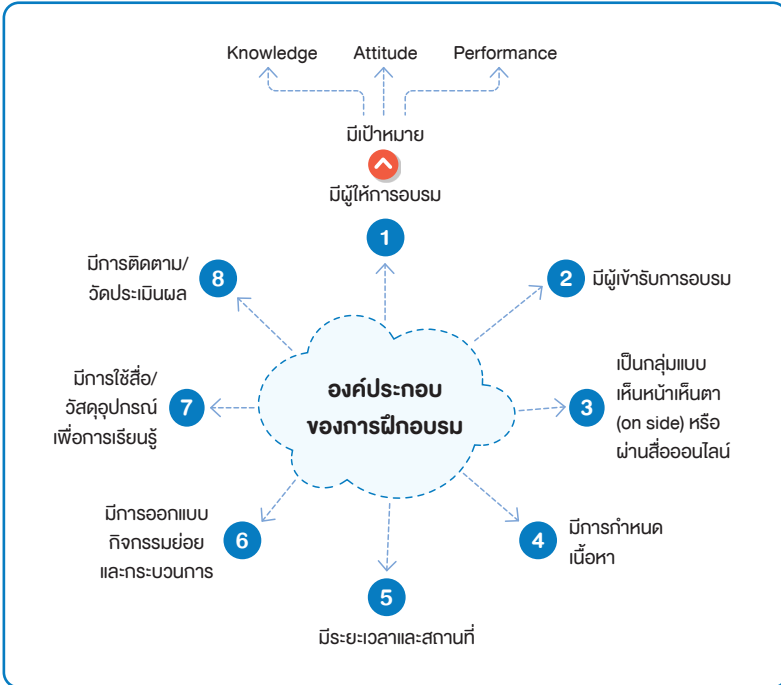 Knowledge Attitude Performance
มีเป้าหมาย
มีผู้ให้การอบรม
1
มีการติดตาม/
วัดประเมินผล
8
2
มีผู้เข้ารับการอบรม
องค์ประกอบ
ของการฝึกอบรม
มีการใช้สื่อ/
วัสดุอุปกรณ์
เพื่อการเรียนรู้
7
3
เป็นกลุ่มแบบ
เห็นหน้าเห็นตา
(on side) หรือ
ผ่านสื่อออนไลน์
มีการออกแบบ
กิจกรรมย่อย
และกระบวนการ
6
4
มีการกำหนด
เนื้อหา
5
มีระยะเวลาและสถานที่